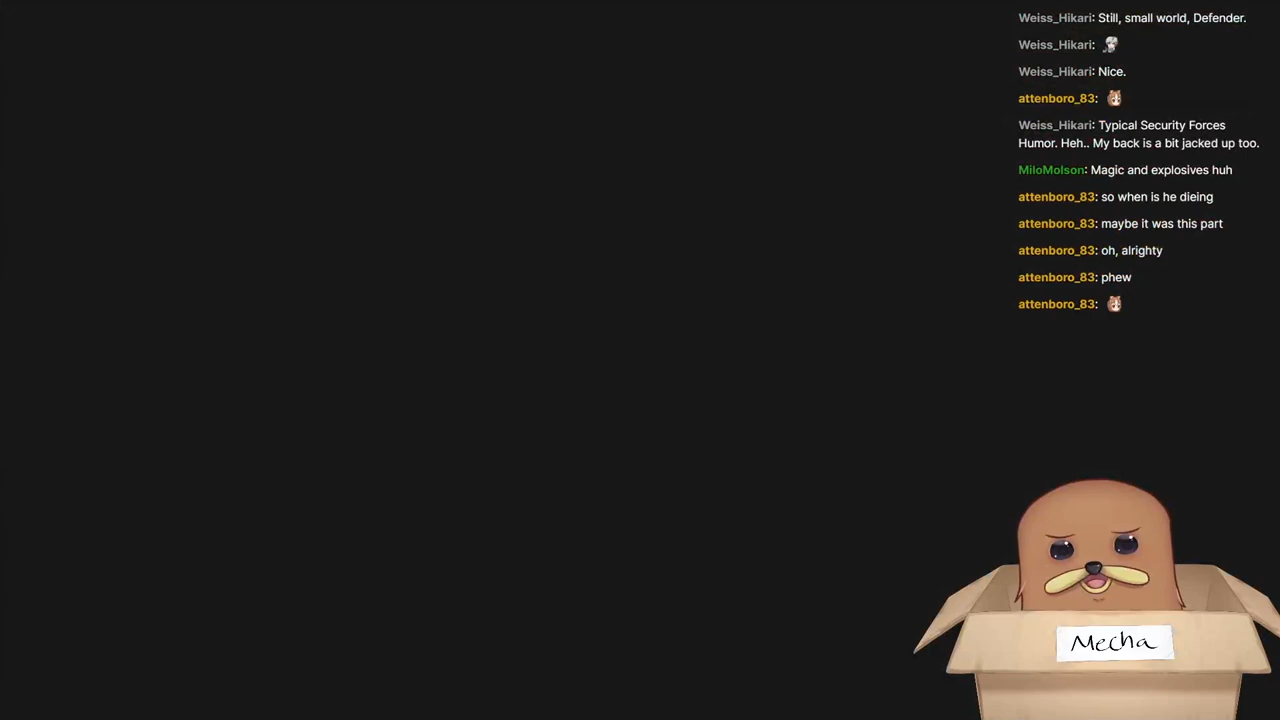 Weiss_Hikari: Still, small world, Defender.
Weiss_Hikari:
Weiss_Hikari: Nice.
attenboro_83:
Weiss_Hikari: Typical Security Forces
Humor. Heh.. My back is a bit jacked up too.
MiloMolson: Magic and explosives huh
attenboro_83: so when is he dieing
attenboro_83: maybe it was this part
attenboro_83: oh, alrighty
attenboro_83: phew
attenboro_83:
Mecha